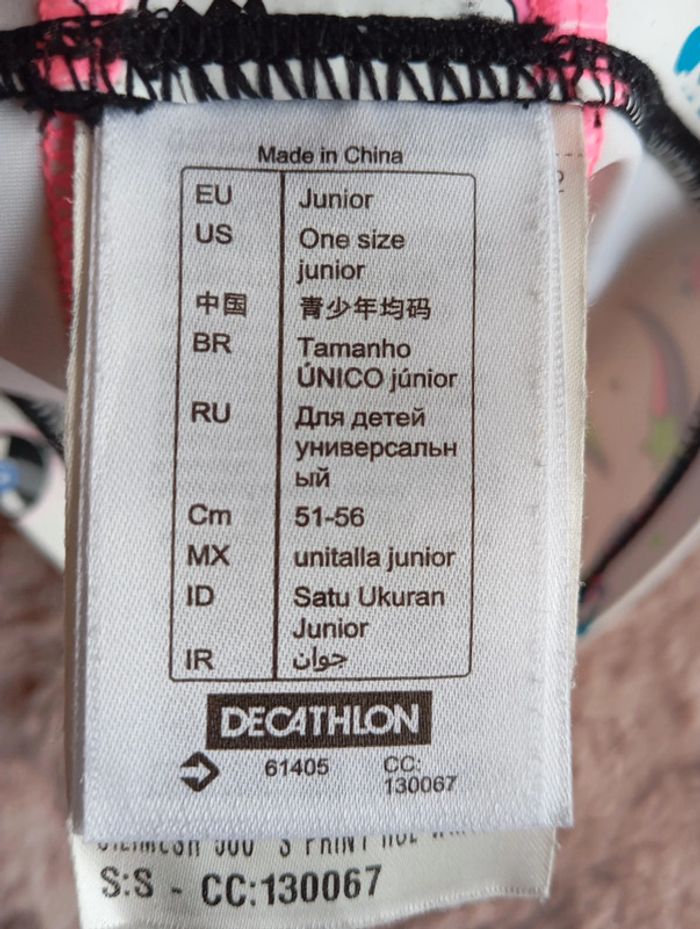 Made in China
EU Junior
US One size
junior
中国 青少年均码
BR Tamanho
ÚNICO júnior
RU Для детей
универсальн
ый
Cm 51-56
MX unitalla junior
ID Satu Ukuran
Junior
IR جوان
DECATHLON
61405 CC:
130067
500 S PRINT
S:S - CC:130067